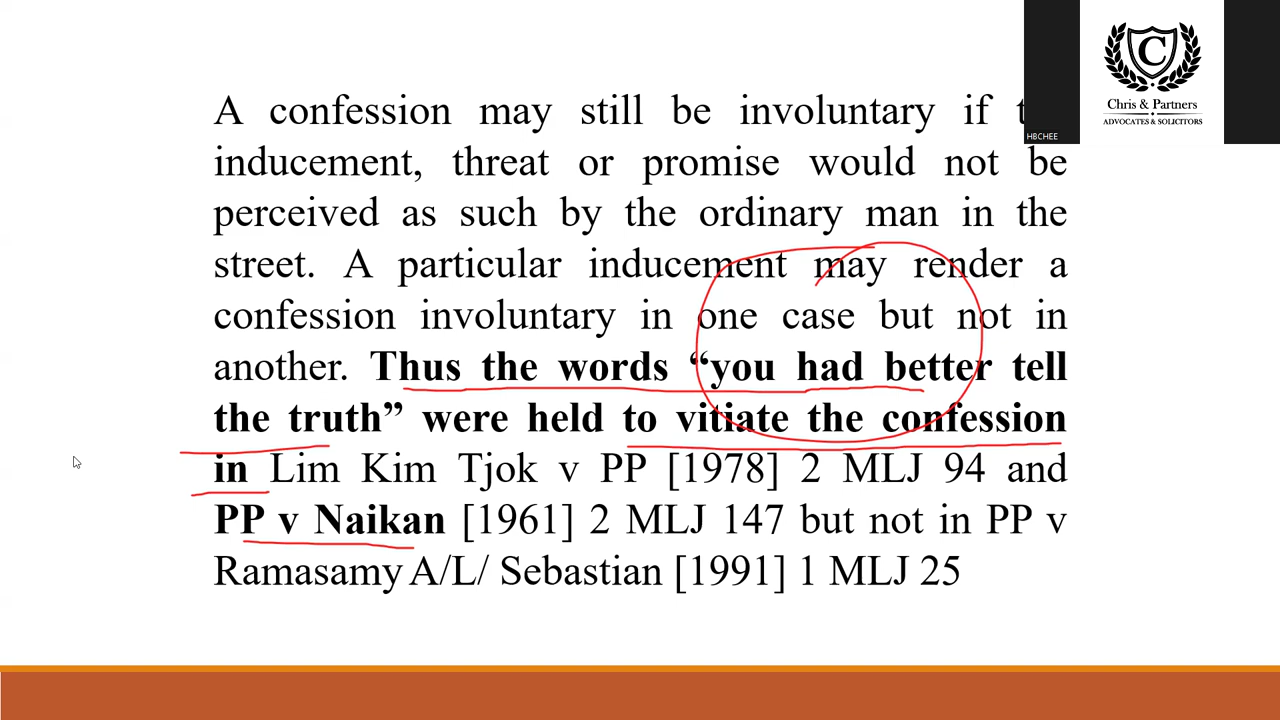 Chris & Partners
ADVOCATES & SOLICITORS
HBCHEE
A confession may still be involuntary if
inducement, threat or promise would not be
perceived as such by the ordinary man in the
street. A particular inducement may render a
confession involuntary in one case but not in
another. Thus the words “you had better tell
the truth” were held to vitiate the confession
in Lim Kim Tjok v PP [1978] 2 MLJ 94 and
PP v Naikan [1961] 2 MLJ 147 but not in PP v
Ramasamy A/L/ Sebastian [1991] 1 MLJ 25